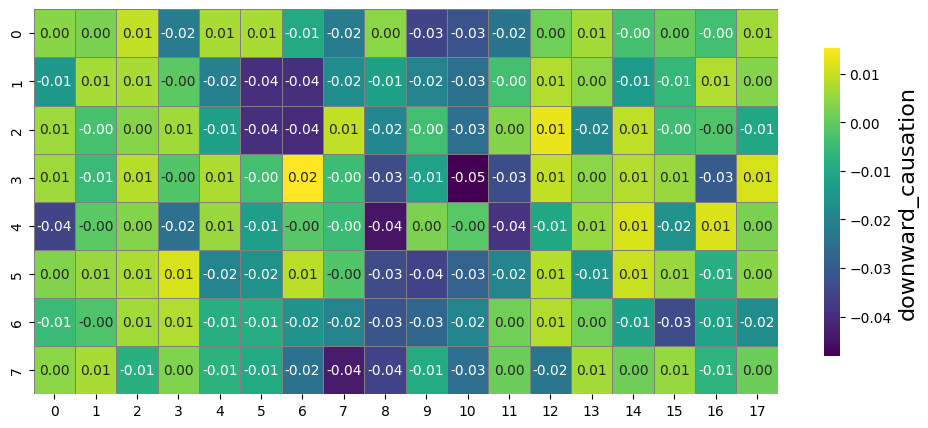 0 0.00 0.00 0.01 -0.02 0.01 0.01 -0.01 -0.02 0.00 -0.03 -0.03 -0.02 0.00 0.01 -0.00 0.00 -0.00 0.01
1 -0.01 0.01 0.01 -0.00 -0.02 -0.04 -0.04 -0.02 -0.01 -0.02 -0.03 -0.00 0.01 0.00 -0.01 -0.01 0.01 0.00
2 0.01 -0.00 0.00 0.01 -0.01 -0.04 -0.04 0.01 -0.02 -0.00 -0.03 0.00 0.01 -0.02 0.01 -0.00 -0.00 -0.01
3 0.01 -0.01 0.01 -0.00 0.01 -0.00 0.02 -0.00 -0.03 -0.01 -0.05 -0.03 0.01 0.00 0.01 0.01 -0.03 0.01
4 -0.04 -0.00 0.00 -0.02 0.01 -0.01 -0.00 -0.00 -0.04 0.00 -0.00 -0.04 -0.01 0.01 0.01 -0.02 0.01 0.00
5 0.00 0.01 0.01 0.01 -0.02 -0.02 0.01 -0.00 -0.03 -0.04 -0.03 -0.02 0.01 -0.01 0.01 0.01 -0.01 0.00
6 -0.01 -0.00 0.01 0.01 -0.01 -0.01 -0.02 -0.02 -0.03 -0.03 -0.02 0.00 0.01 0.00 -0.01 -0.03 -0.01 -0.02
7 0.00 0.01 -0.01 0.00 -0.01 -0.01 -0.02 -0.04 -0.04 -0.01 -0.03 0.00 -0.02 0.01 0.00 0.01 -0.01 0.00
0 1 2 3 4 5 6 7 8 9 10 11 12 13 14 15 16 17
0.01
0.00
−0.01
−0.02
−0.03
−0.04
downward_causation